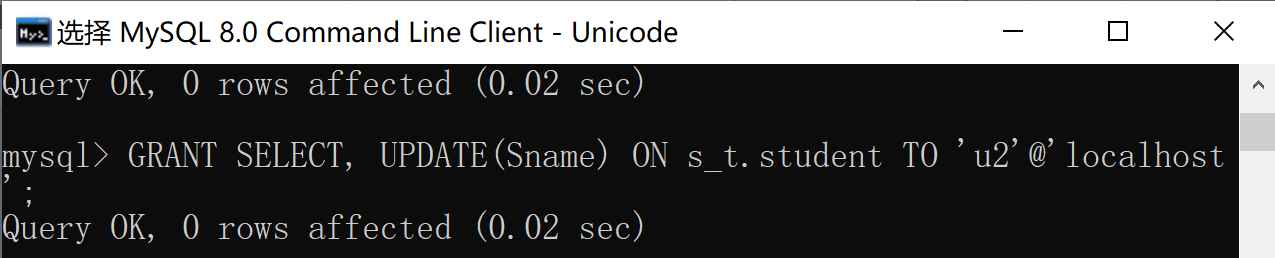 选择 MySQL 8.0 Command Line Client - Unicode
Query OK, 0 rows affected (0.02 sec)
mysql> GRANT SELECT, UPDATE(Sname) ON s_t.student TO 'u2'@'localhost
';
Query OK, 0 rows affected (0.02 sec)